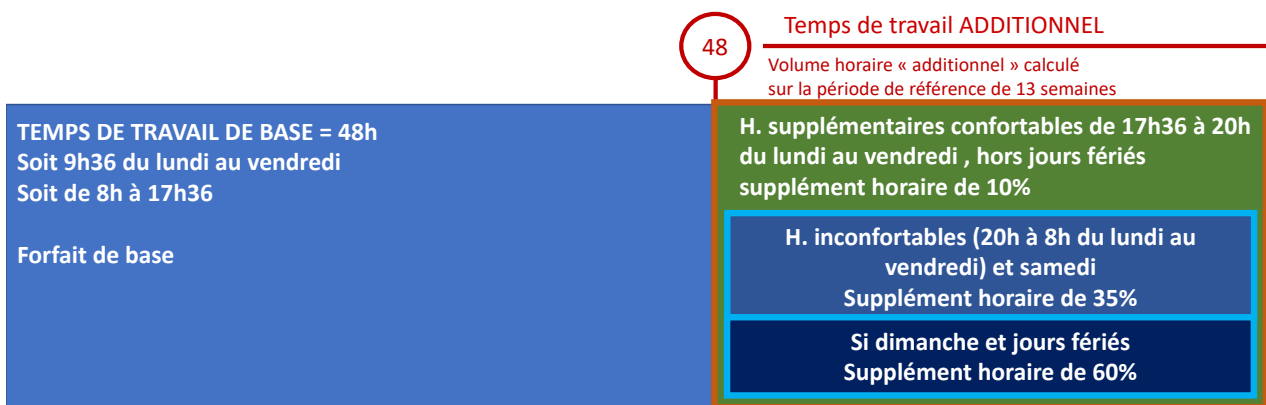 48
Temps de travail ADDITIONNEL
Volume horaire « additionnel » calculé
sur la période de référence de 13 semaines
TEMPS DE TRAVAIL DE BASE = 48h
Soit 9h36 du lundi au vendredi
Soit de 8h à 17h36
Forfait de base
H. supplémentaires confortables de 17h36 à 20h
du lundi au vendredi , hors jours fériés
supplément horaire de 10%
H. inconfortables (20h à 8h du lundi au
vendredi) et samedi
Supplément horaire de 35%
Si dimanche et jours fériés
Supplément horaire de 60%